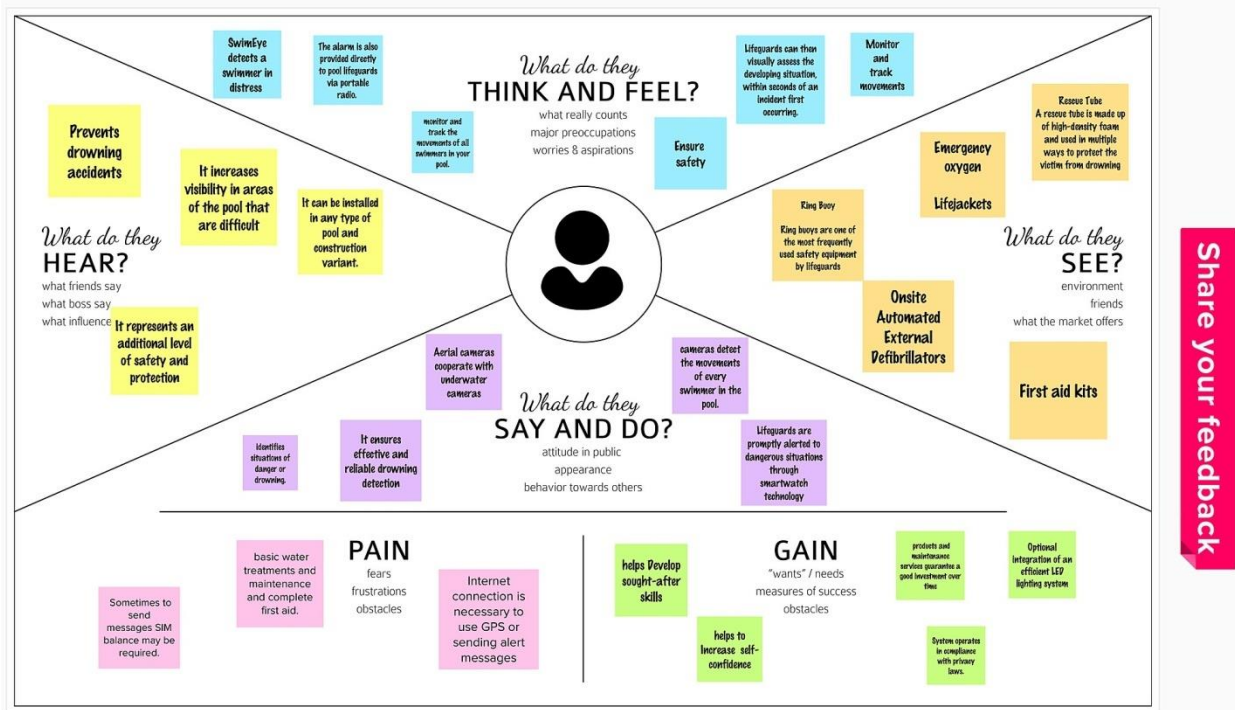 SwimEye
detects a
swimmer in
distress
The alarm is also
provided directly
to pool lifeguards
via portable
radio.
monitor and
track the
movements of all
swimmers in your
pool.
What do they
THINK AND FEEL?
what really counts
major preoccupations
worries & aspirations
Lifeguards can then
visually assess the
developing situation,
within seconds of an
incident first
occurring.
Monitor
and
track
movements
Ensure
safety
Prevents
drowning
accidents
It increases
visibility in areas
of the pool that
are difficult
It can be installed
in any type of
pool and
construction
variant.
What do they
HEAR?
what friends say
what boss say
what influence
It represents an
additional level
of safety and
protection
Rescue Tube
A rescue tube is made up
of high-density foam
and used in multiple
ways to protect the
victim from drowning
Emergency
oxygen
Lifejackets
Ring Buoy
Ring buoys are one of
the most frequently
used safety equipment
by lifeguards
What do they
SEE?
environment
friends
what the market offers
Onsite
Automated
External
Defibrillators
First aid kits
Aerial cameras
cooperate with
underwater
cameras
cameras detect
the movements
of every
swimmer in the
pool.
What do they
SAY AND DO?
attitude in public
appearance
behavior towards others
Identifies
situations of
danger or
drowning.
It ensures
effective and
reliable drowning
detection
Lifeguards are
promptly alerted to
dangerous situations
through
smartwatch
technology
PAIN
fears
frustrations
obstacles
Sometimes to
send
messages SIM
balance may be
required.
basic water
treatments and
maintenance
and complete
first aid.
Internet
connection is
necessary to
use GPS or
sending alert
messages
GAIN
"wants" / needs
measures of success
obstacles
helps Develop
sought-after
skills
helps to
Increase self-
confidence
products and
maintenance
services guarantee a
good investment over
time
Optional
integration of an
efficient LED
lighting system
System operates
in compliance
with privacy
laws.
Share your feedback